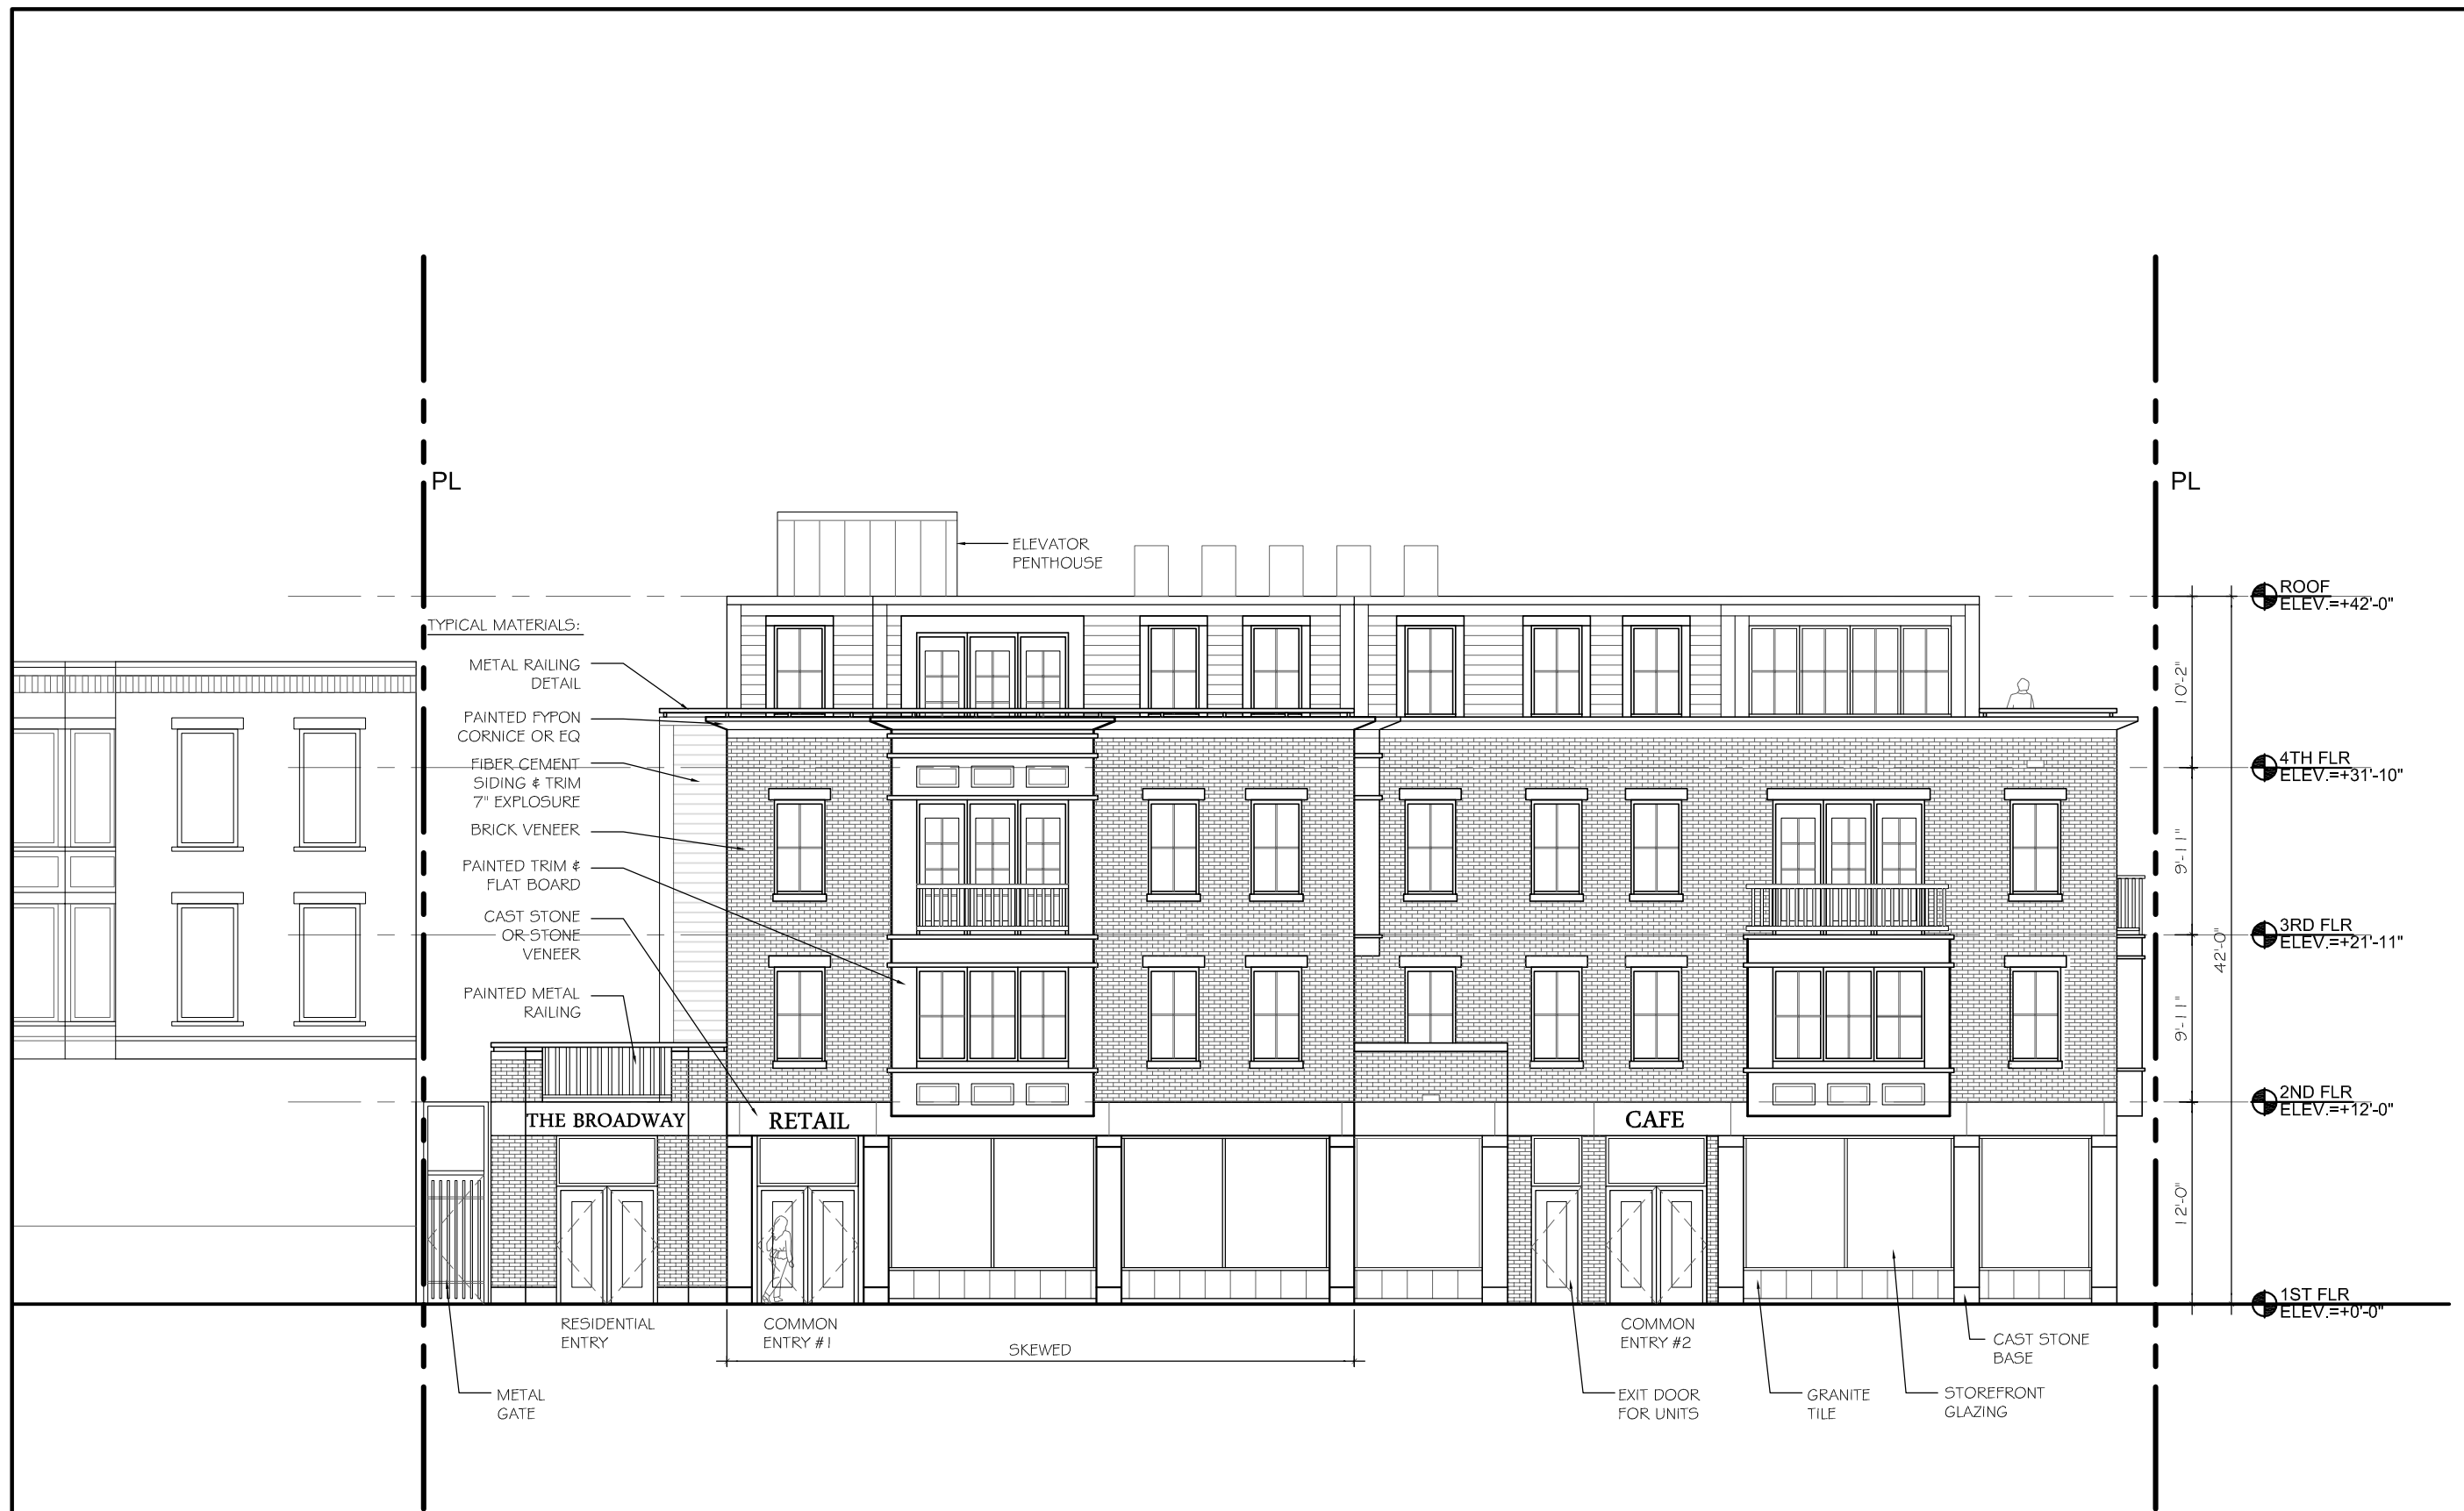 PL
PL
ELEVATOR
PENTHOUSE
ROOF
ELEV.=+42'-0"
TYPICAL MATERIALS:
METAL RAILING
DETAIL
10'-2"
PAINTED FYPON
CORNICE OR EQ
FIBER CEMENT
SIDING & TRIM
7" EXPLOSURE
4TH FLR
ELEV.=+31'-10"
BRICK VENEER
9'-11"
PAINTED TRIM &
FLAT BOARD
CAST STONE
OR STONE
VENEER
3RD FLR
ELEV.=+21'-11"
42'-0"
PAINTED METAL
RAILING
9'-11"
2ND FLR
ELEV.=+12'-0"
THE BROADWAY
RETAIL
CAFE
12'-0"
1ST FLR
ELEV.=+0'-0"
RESIDENTIAL
ENTRY
COMMON
ENTRY #1
SKEWED
COMMON
ENTRY #2
CAST STONE
BASE
METAL
GATE
EXIT DOOR
FOR UNITS
GRANITE
TILE
STOREFRONT
GLAZING